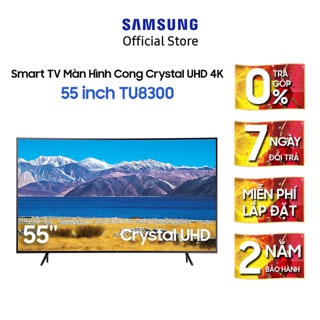 SAMSUNG
Official Store
Smart TV Màn Hình Cong Crystal UHD 4K
55 inch TU8300
0% TRẢ GÓP
7 NGÀY
ĐỔI TRẢ
MIỄN PHÍ
LẮP ĐẶT
2 NĂM
BẢO HÀNH
55" Crystal UHD